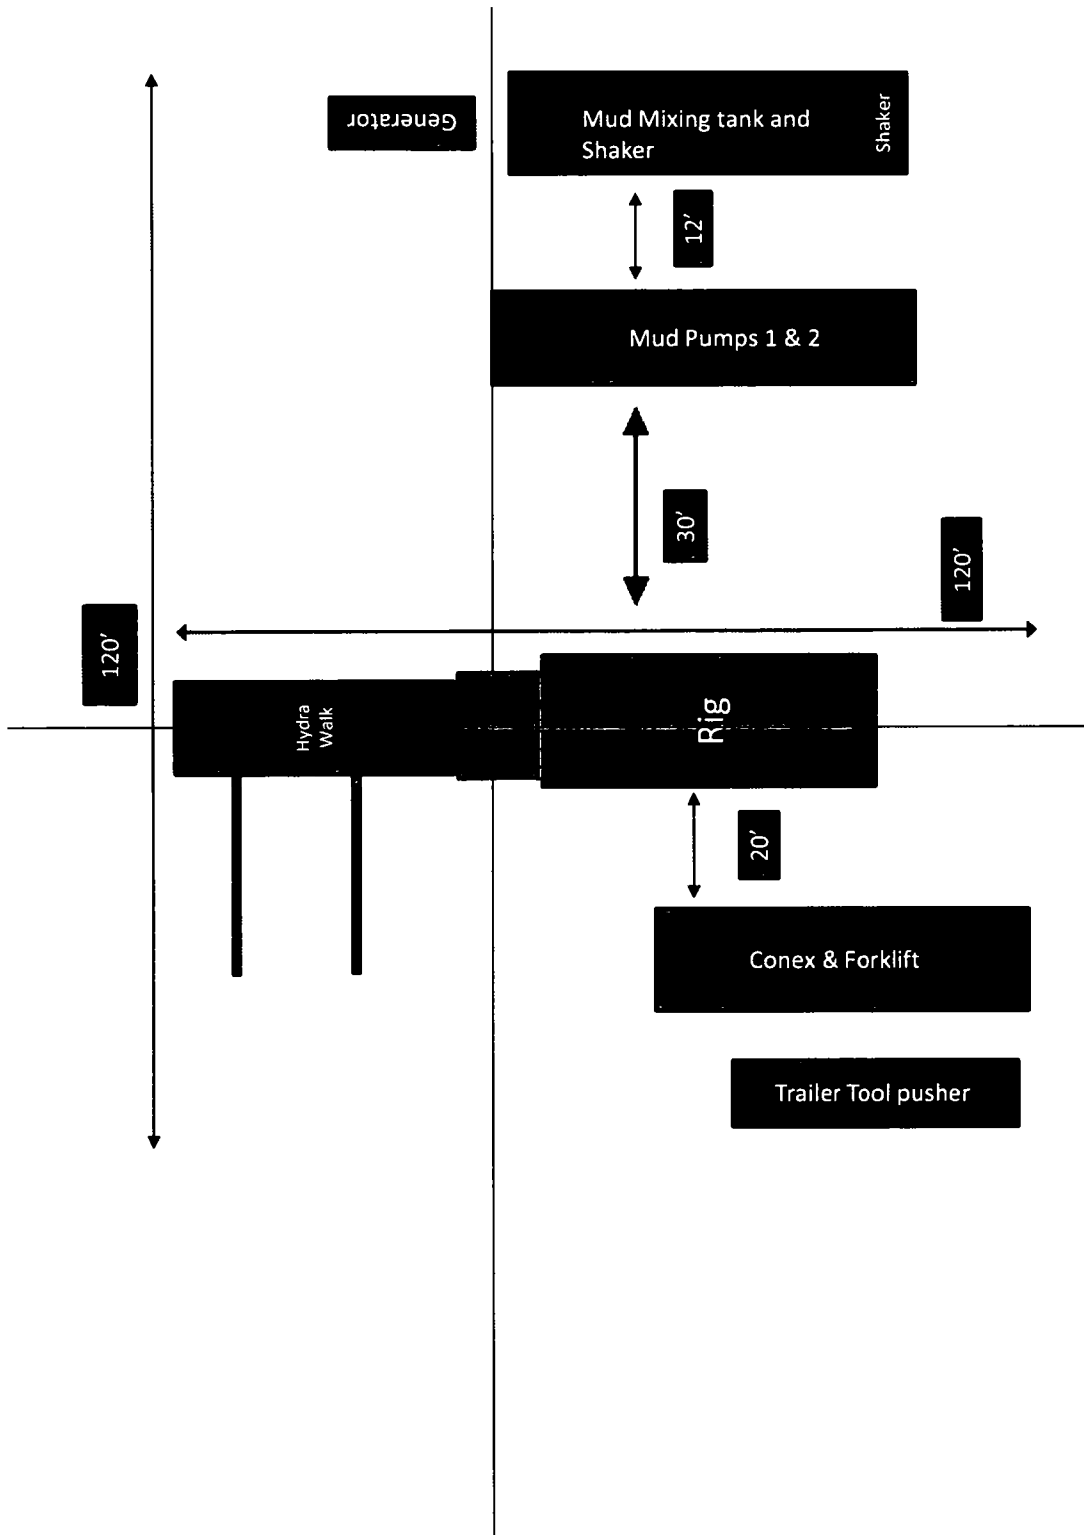 Generator
Mud Mixing tank and
Shaker
Shaker
12'
Mud Pumps 1 & 2
30'
120'
120'
Hydra
Walk
Rig
20'
Conex & Forklift
Trailer Tool pusher